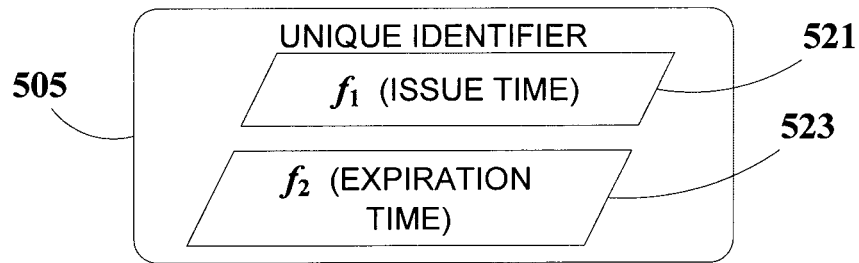 UNIQUE IDENTIFIER
521
505
f₁ (ISSUE TIME)
523
f₂ (EXPIRATION
TIME)